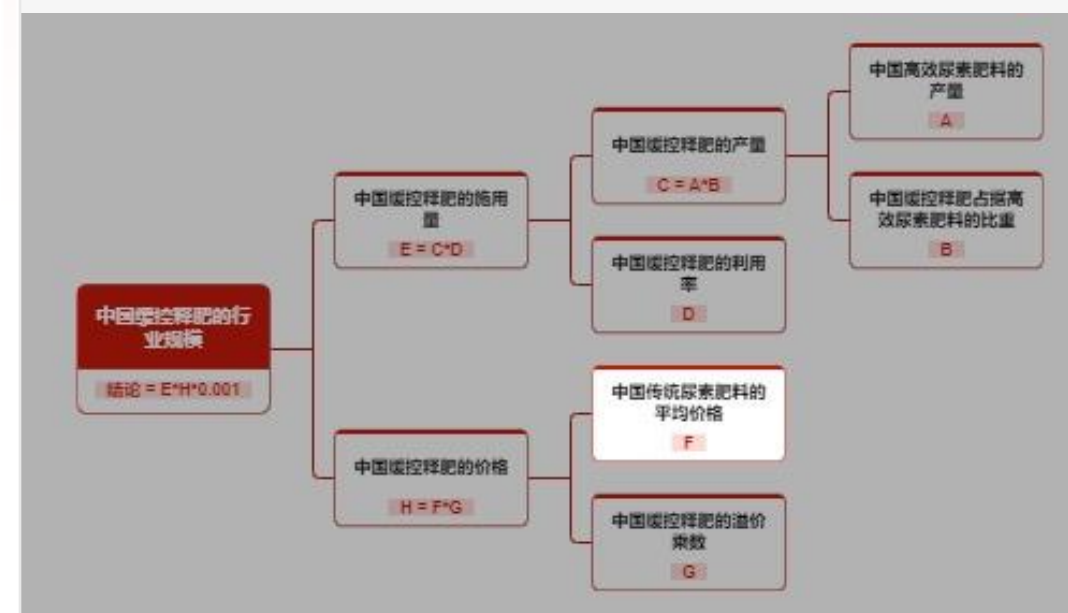 中国缓控释肥的行
业规模
结论 = E*H*0.001
中国缓控释肥的施用
量
E = C*D
中国缓控释肥的价格
H = F*G
中国缓控释肥的产量
C = A*B
中国缓控释肥的利用
率
D
中国传统尿素肥料的
平均价格
F
中国缓控释肥的溢价
乘数
G
中国高效尿素肥料的
产量
A
中国缓控释肥占据高
效尿素肥料的比重
B